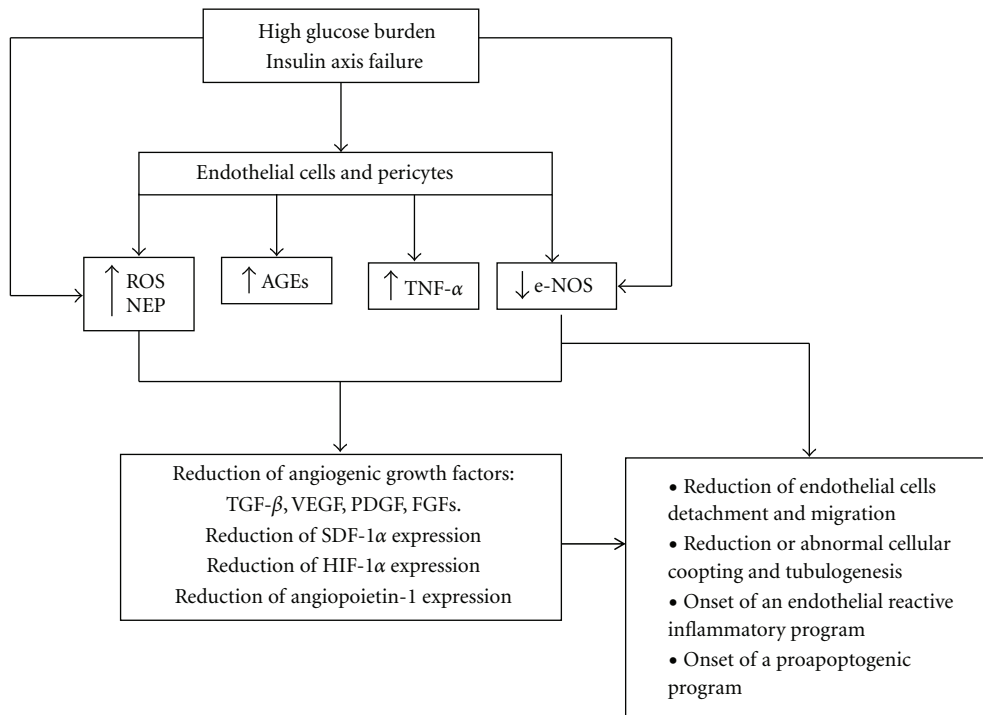 High glucose burden
Insulin axis failure
Endothelial cells and pericytes
↑ ROS
NEP
↑ AGEs
↑ TNF-α
↓ e-NOS
Reduction of angiogenic growth factors:
TGF-β, VEGF, PDGF, FGFs.
Reduction of SDF-1α expression
Reduction of HIF-1α expression
Reduction of angiopoietin-1 expression
• Reduction of endothelial cells
detachment and migration
• Reduction or abnormal cellular
coopting and tubulogenesis
• Onset of an endothelial reactive
inflammatory program
• Onset of a proapoptogenic
program